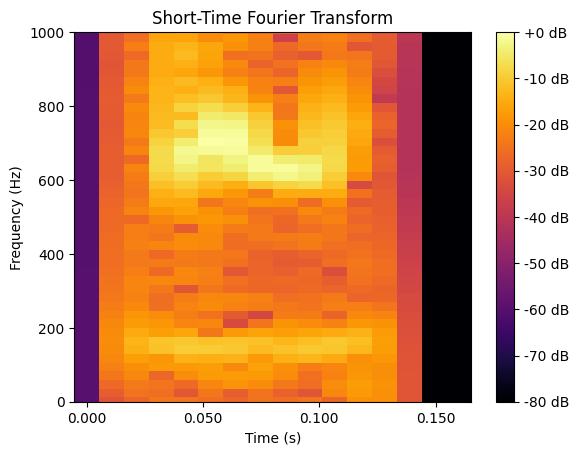 Short-Time Fourier Transform
1000
800
600
400
200
0
Frequency (Hz)
0.000
0.050
0.100
0.150
Time (s)
+0 dB
-10 dB
-20 dB
-30 dB
-40 dB
-50 dB
-60 dB
-70 dB
-80 dB